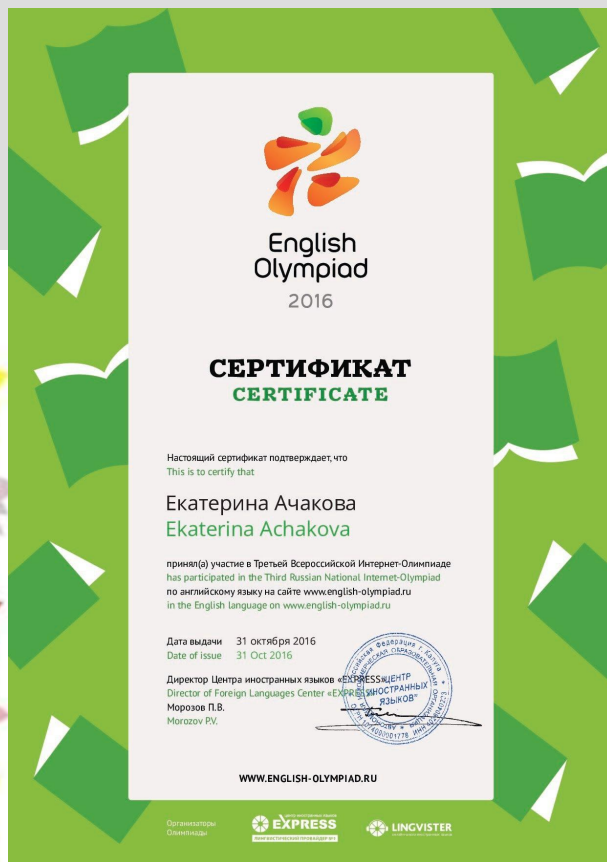 English
Olympiad
2016
СЕРТИФИКАТ
CERTIFICATE
Настоящий сертификат подтверждает, что
This is to certify that
Екатерина Ачакова
Ekaterina Achakova
принял(а) участие в Третьей Всероссийской Интернет-Олимпиаде
has participated in the Third Russian National Internet-Olympiad
по английскому языку на сайте www.english-olympiad.ru
in the English language on www.english-olympiad.ru
Дата выдачи 31 октября 2016
Date of issue 31 Oct 2016
Директор Центра иностранных языков «EXPRESS»
Director of Foreign Languages Center «EXPRESS»
Морозов П.В.
Morozov P.V.
"ЦЕНТР
ИНОСТРАННЫХ
ЯЗЫКОВ"
WWW.ENGLISH-OLYMPIAD.RU
Организаторы
Олимпиады
EXPRESS
LINGVISTER